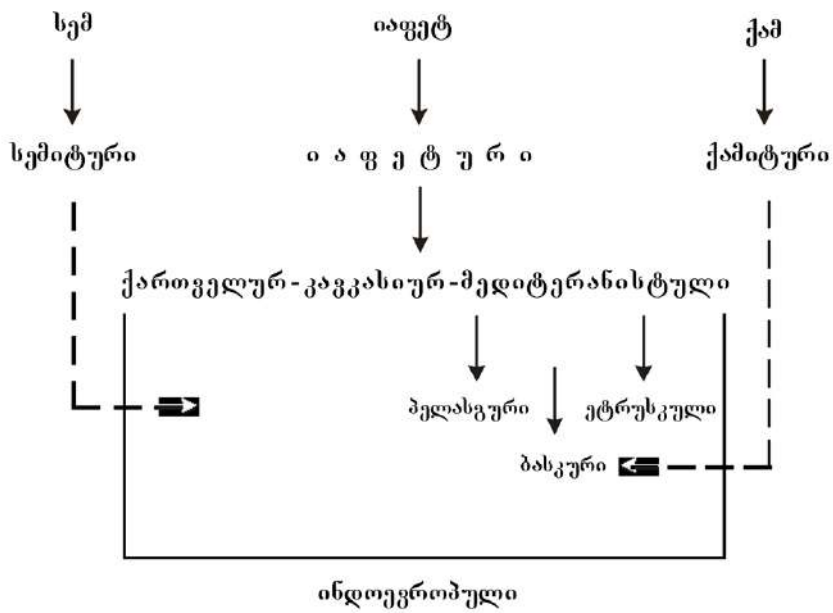 სემ იაფეტ ქამ
სემიტური ი ა ფ ე ტ უ რ ი ქამიტური
ქართველურ-კავკასიურ-მედიტერანისტული
პელასგური ეტრუსკული
ბასკური
ინდოევროპული